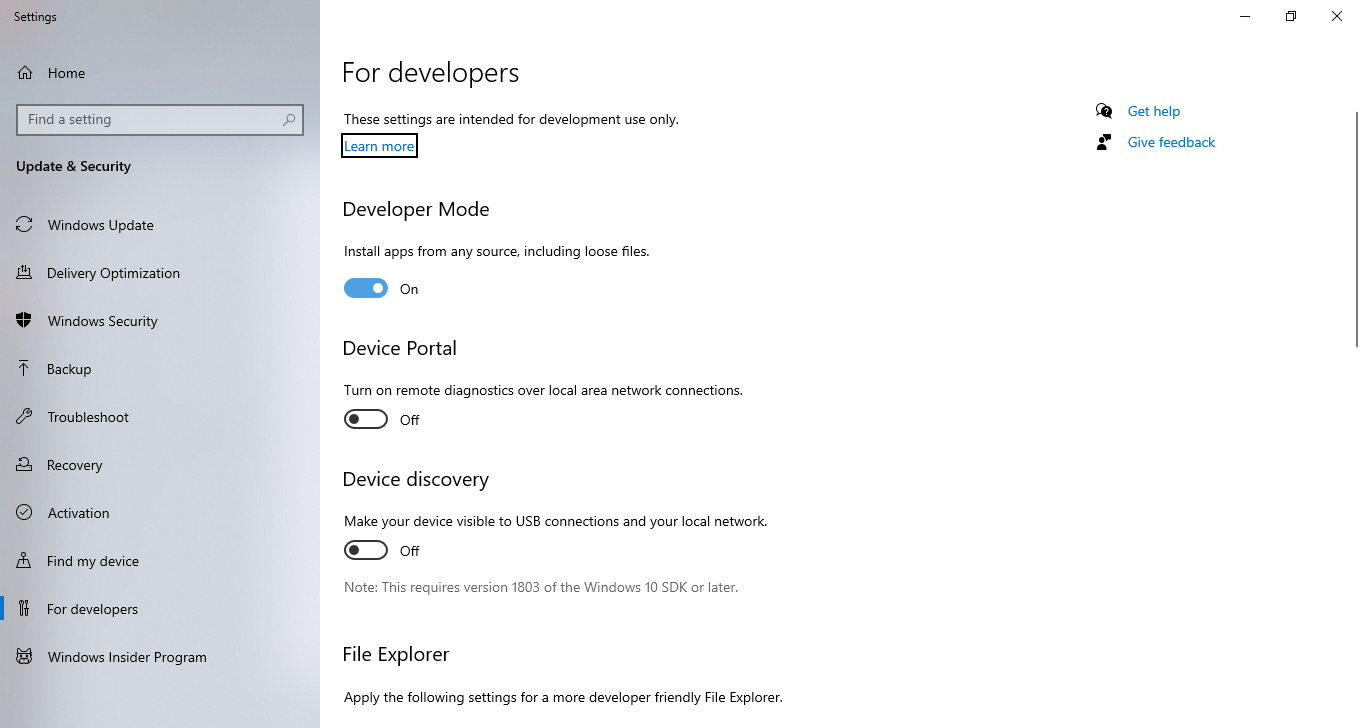 Settings
Home
Find a setting
Update & Security
Windows Update
Delivery Optimization
Windows Security
Backup
Troubleshoot
Recovery
Activation
Find my device
For developers
Windows Insider Program
For developers
These settings are intended for development use only.
Learn more
Developer Mode
Install apps from any source, including loose files.
On
Device Portal
Turn on remote diagnostics over local area network connections.
Off
Device discovery
Make your device visible to USB connections and your local network.
Off
Note: This requires version 1803 of the Windows 10 SDK or later.
File Explorer
Apply the following settings for a more developer friendly File Explorer.
Get help
Give feedback